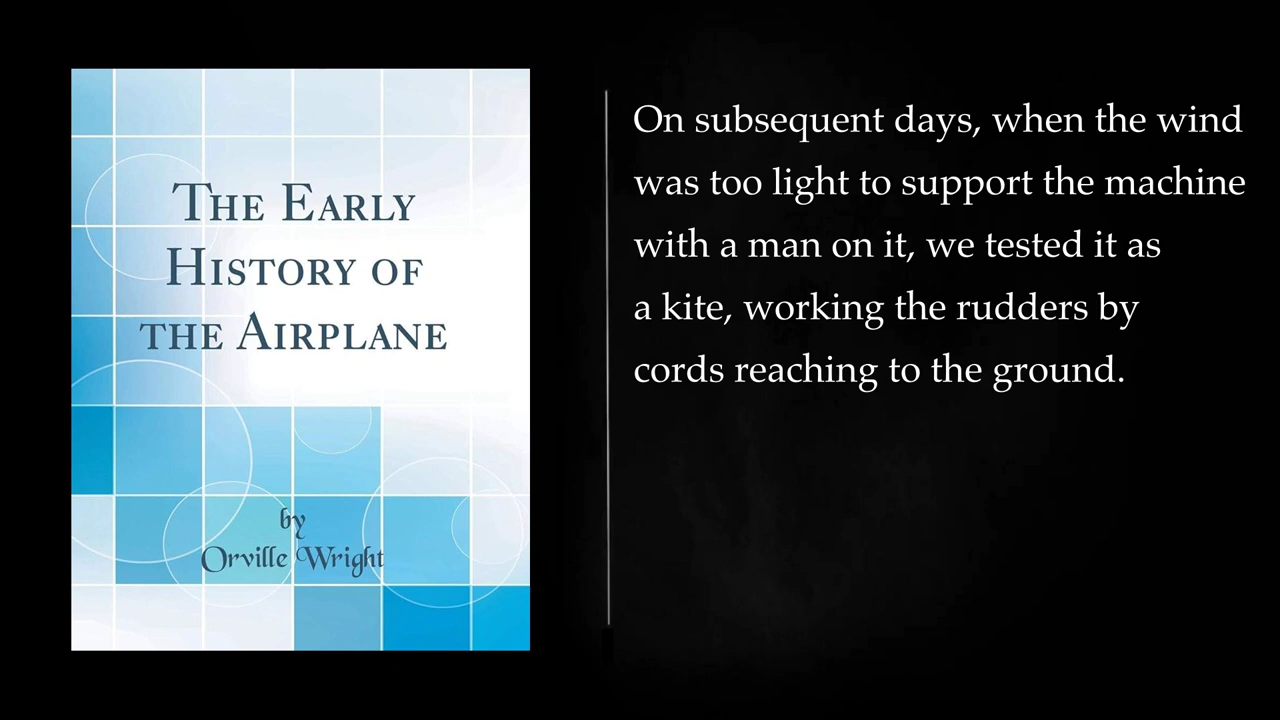 The Early
History of
the Airplane
by
Orville Wright
On subsequent days, when the wind
was too light to support the machine
with a man on it, we tested it as
a kite, working the rudders by
cords reaching to the ground.